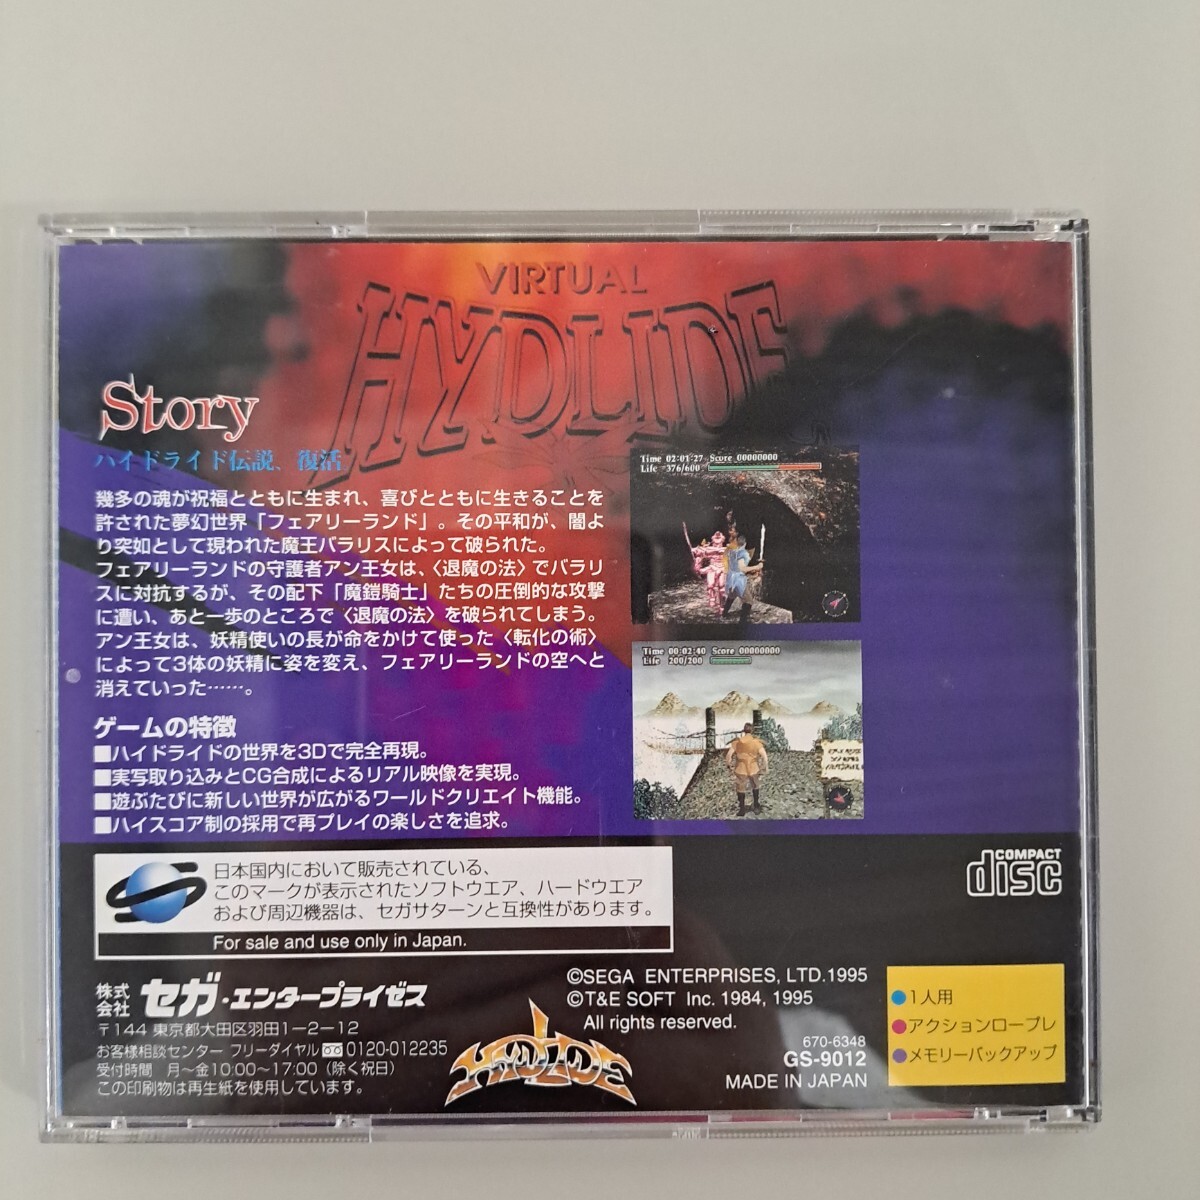 VIRTUAL
HYDLIDE
Story
ハイドライド伝説、復活
幾多の魂が祝福とともに生まれ、喜びとともに生きることを
許された夢幻世界「フェアリーランド」。その平和が、闇よ
り突如として現われた魔王バラリスによって破られた。
フェアリーランドの守護者アン王女は、〈退魔の法〉でバラリ
スに対抗するが、その配下「魔鎧騎士」たちの圧倒的な攻撃
に遭い、あと一歩のところで〈退魔の法〉を破られてしまう。
アン王女は、妖精使いの長が命をかけて使った〈転化の術〉
によって3体の妖精に姿を変え、フェアリーランドの空へと
消えていった……。
ゲームの特徴
■ハイドライドの世界を3Dで完全再現。
■実写取り込みとCG合成によるリアル映像を実現。
■遊ぶたびに新しい世界が広がるワールドクリエイト機能。
■ハイスコア制の採用で再プレイの楽しさを追求。
Time 02:01:27 Score 00000000
Life 376/600
Time 00:02:40 Score 00000000
Life 200/200
日本国内において販売されている、
このマークが表示されたソフトウエア、ハードウエア
および周辺機器は、セガサターンと互換性があります。
For sale and use only in Japan.
COMPACT
disc
株式会社 セガ・エンタープライゼス
〒144 東京都大田区羽田1-2-12
お客様相談センター フリーダイヤル 0120-012235
受付時間 月〜金10:00〜17:00(除く祝日)
この印刷物は再生紙を使用しています。
©SEGA ENTERPRISES, LTD.1995
©T&E SOFT Inc. 1984, 1995
All rights reserved.
HYDLIDE
670-6348
GS-9012
MADE IN JAPAN
●1人用
●アクションロープレ
●メモリーバックアップ